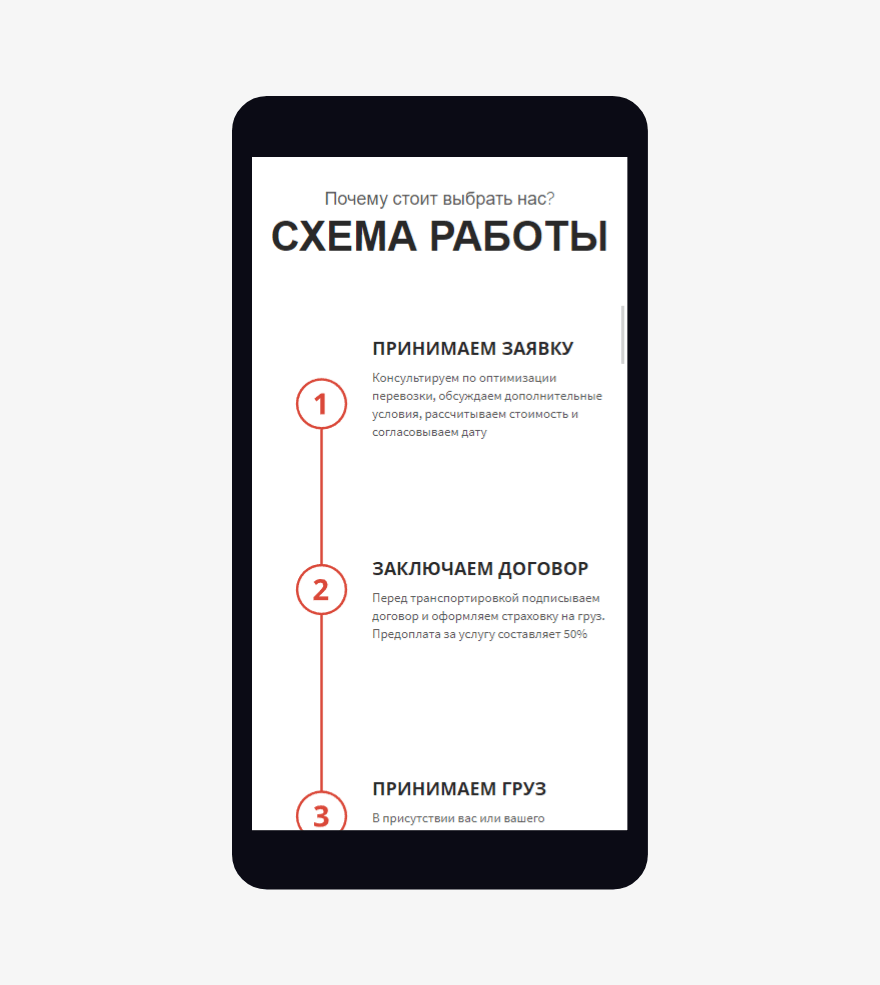 Почему стоит выбрать нас?
СХЕМА РАБОТЫ
ПРИНИМАЕМ ЗАЯВКУ
Консультируем по оптимизации
перевозки, обсуждаем дополнительные
условия, рассчитываем стоимость и
согласовываем дату
1
ЗАКЛЮЧАЕМ ДОГОВОР
Перед транспортировкой подписываем
договор и оформляем страховку на груз.
Предоплата за услугу составляет 50%
2
ПРИНИМАЕМ ГРУЗ
В присутствии вас или вашего
3